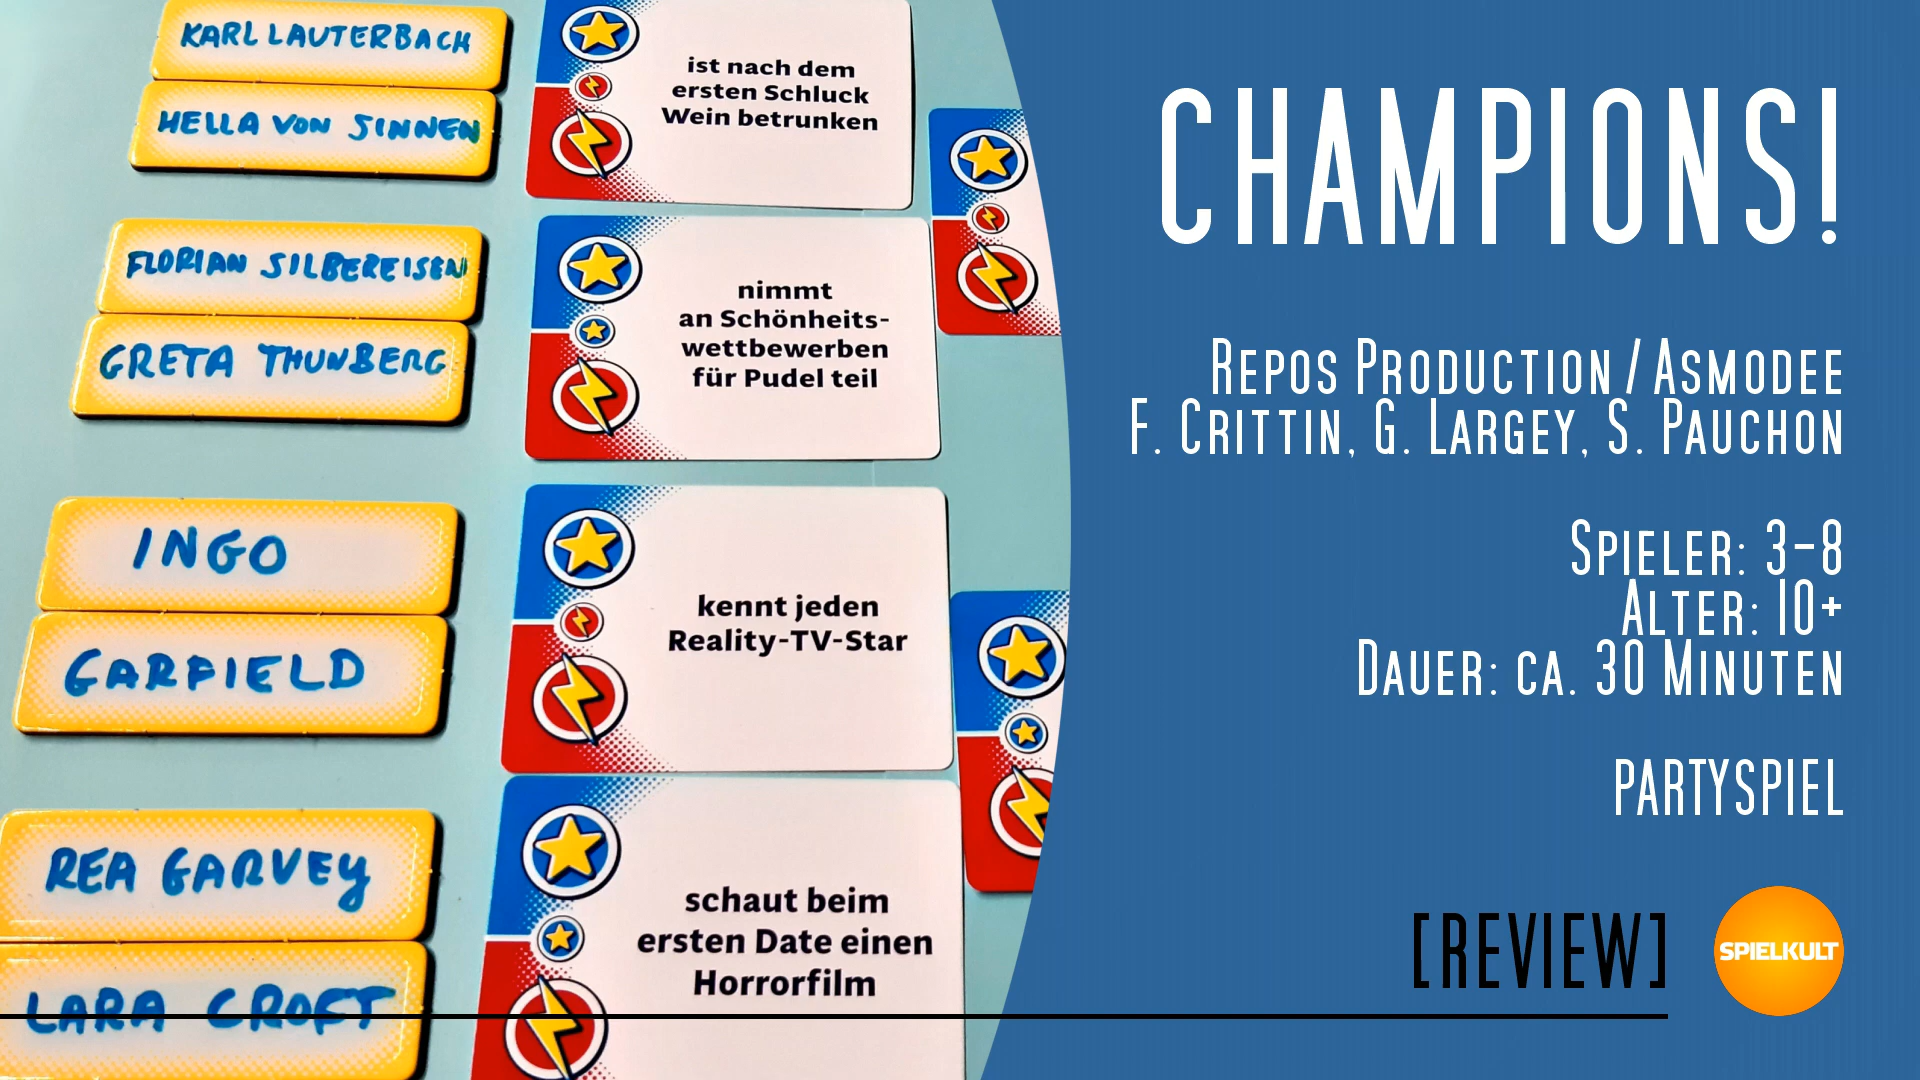 KARL LAUTERBACH
HELLA VON SINNEN
ist nach dem
ersten Schluck
Wein betrunken
FLORIAN SILBEREISEN
GRETA THUNBERG
nimmt
an Schönheits-
wettbewerben
für Pudel teil
INGO
GARFIELD
kennt jeden
Reality-TV-Star
REA GARVEY
LARA CROFT
schaut beim
ersten Date einen
Horrorfilm
CHAMPIONS!
REPOS PRODUCTION / ASMODEE
F. CRITTIN, G. LARGEY, S. PAUCHON
SPIELER: 3-8
ALTER: 10+
DAUER: CA. 30 MINUTEN
PARTYSPIEL
[REVIEW]
SPIELKULT